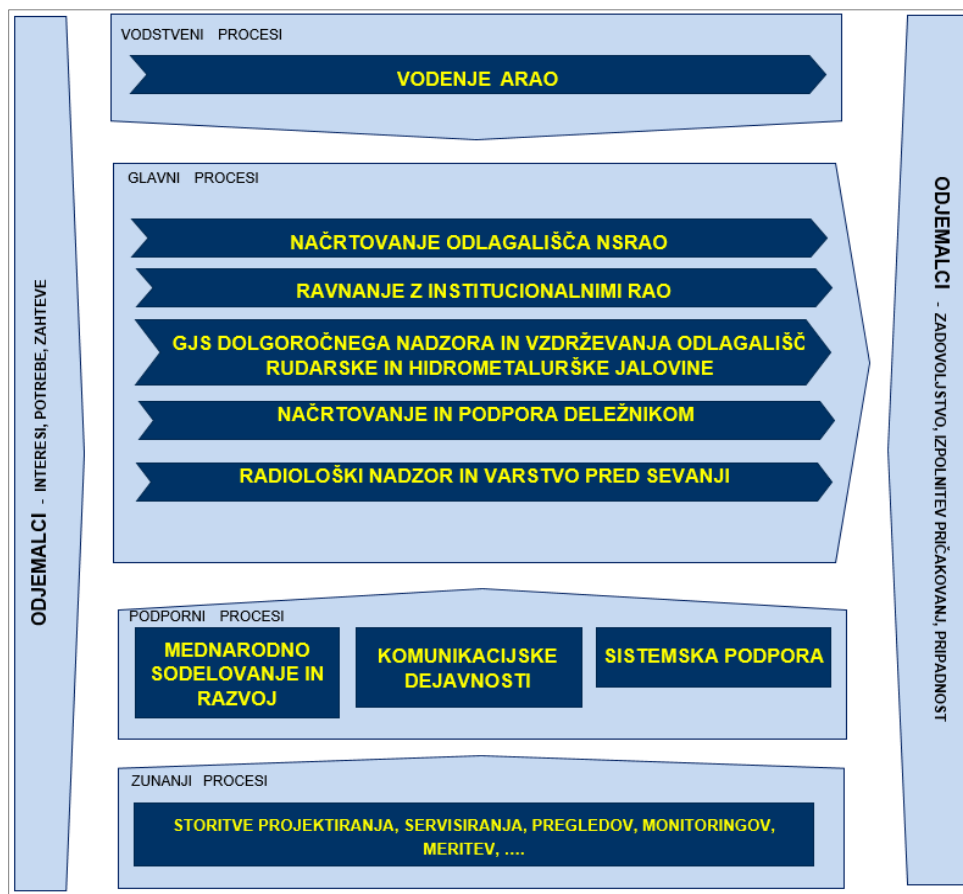 VODSTVENI PROCESI
VODENJE ARAO
GLAVNI PROCESI
NAČRTOVANJE ODLAGALIŠČA NSRAO
RAVNANJE Z INSTITUCIONALNIMI RAO
GJS DOLGOROČNEGA NADZORA IN VZDRŽEVANJA ODLAGALIŠČ
RUDARSKE IN HIDROMETALURŠKE JALOVINE
NAČRTOVANJE IN PODPORA DELEŽNIKOM
RADIOLOŠKI NADZOR IN VARSTVO PRED SEVANJI
PODPORNI PROCESI
MEDNARODNO
SODELOVANJE IN
RAZVOJ
KOMUNIKACIJSKE
DEJAVNOSTI
SISTEMSKA PODPORA
ZUNANJI PROCESI
STORITVE PROJEKTIRANJA, SERVISIRANJA, PREGLEDOV, MONITORINGOV,
MERITEV, ....
ODJEMALCI - INTERESI, POTREBE, ZAHTEVE
ODJEMALCI - ZADOVOLJSTVO, IZPOLNITEV PRIČAKOVANJ, PRIPADNOST